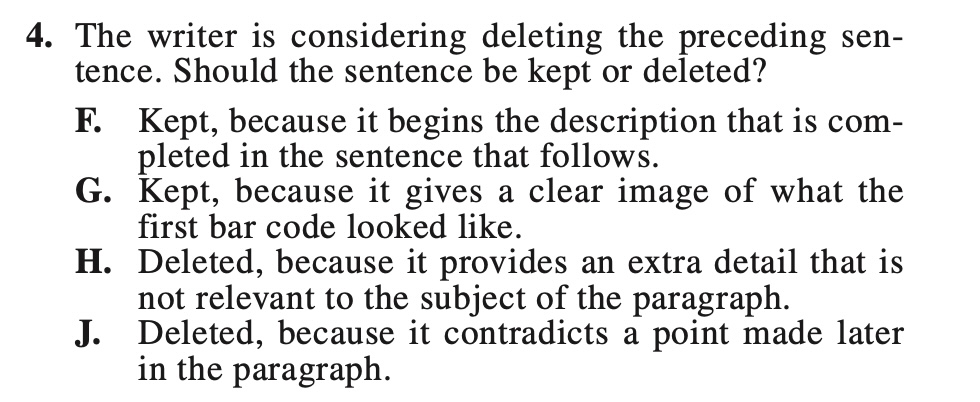 4. The writer is considering deleting the preceding sen-
tence. Should the sentence be kept or deleted?
F. Kept, because it begins the description that is com-
pleted in the sentence that follows.
G. Kept, because it gives a clear image of what the
first bar code looked like.
H. Deleted, because it provides an extra detail that is
not relevant to the subject of the paragraph.
J. Deleted, because it contradicts a point made later
in the paragraph.